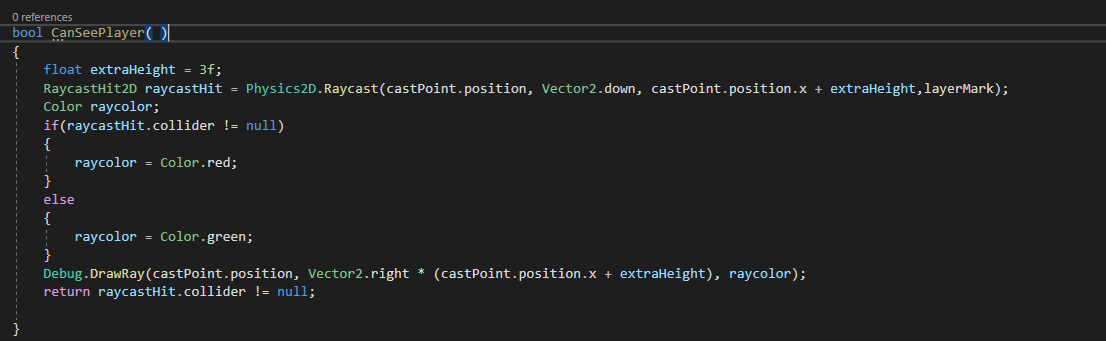 0 references
bool CanSeePlayer( )
{
float extraHeight = 3f;
RaycastHit2D raycastHit = Physics2D.Raycast(castPoint.position, Vector2.down, castPoint.position.x + extraHeight,layerMark);
Color raycolor;
if(raycastHit.collider != null)
{
raycolor = Color.red;
}
else
{
raycolor = Color.green;
}
Debug.DrawRay(castPoint.position, Vector2.right * (castPoint.position.x + extraHeight), raycolor);
return raycastHit.collider != null;
}